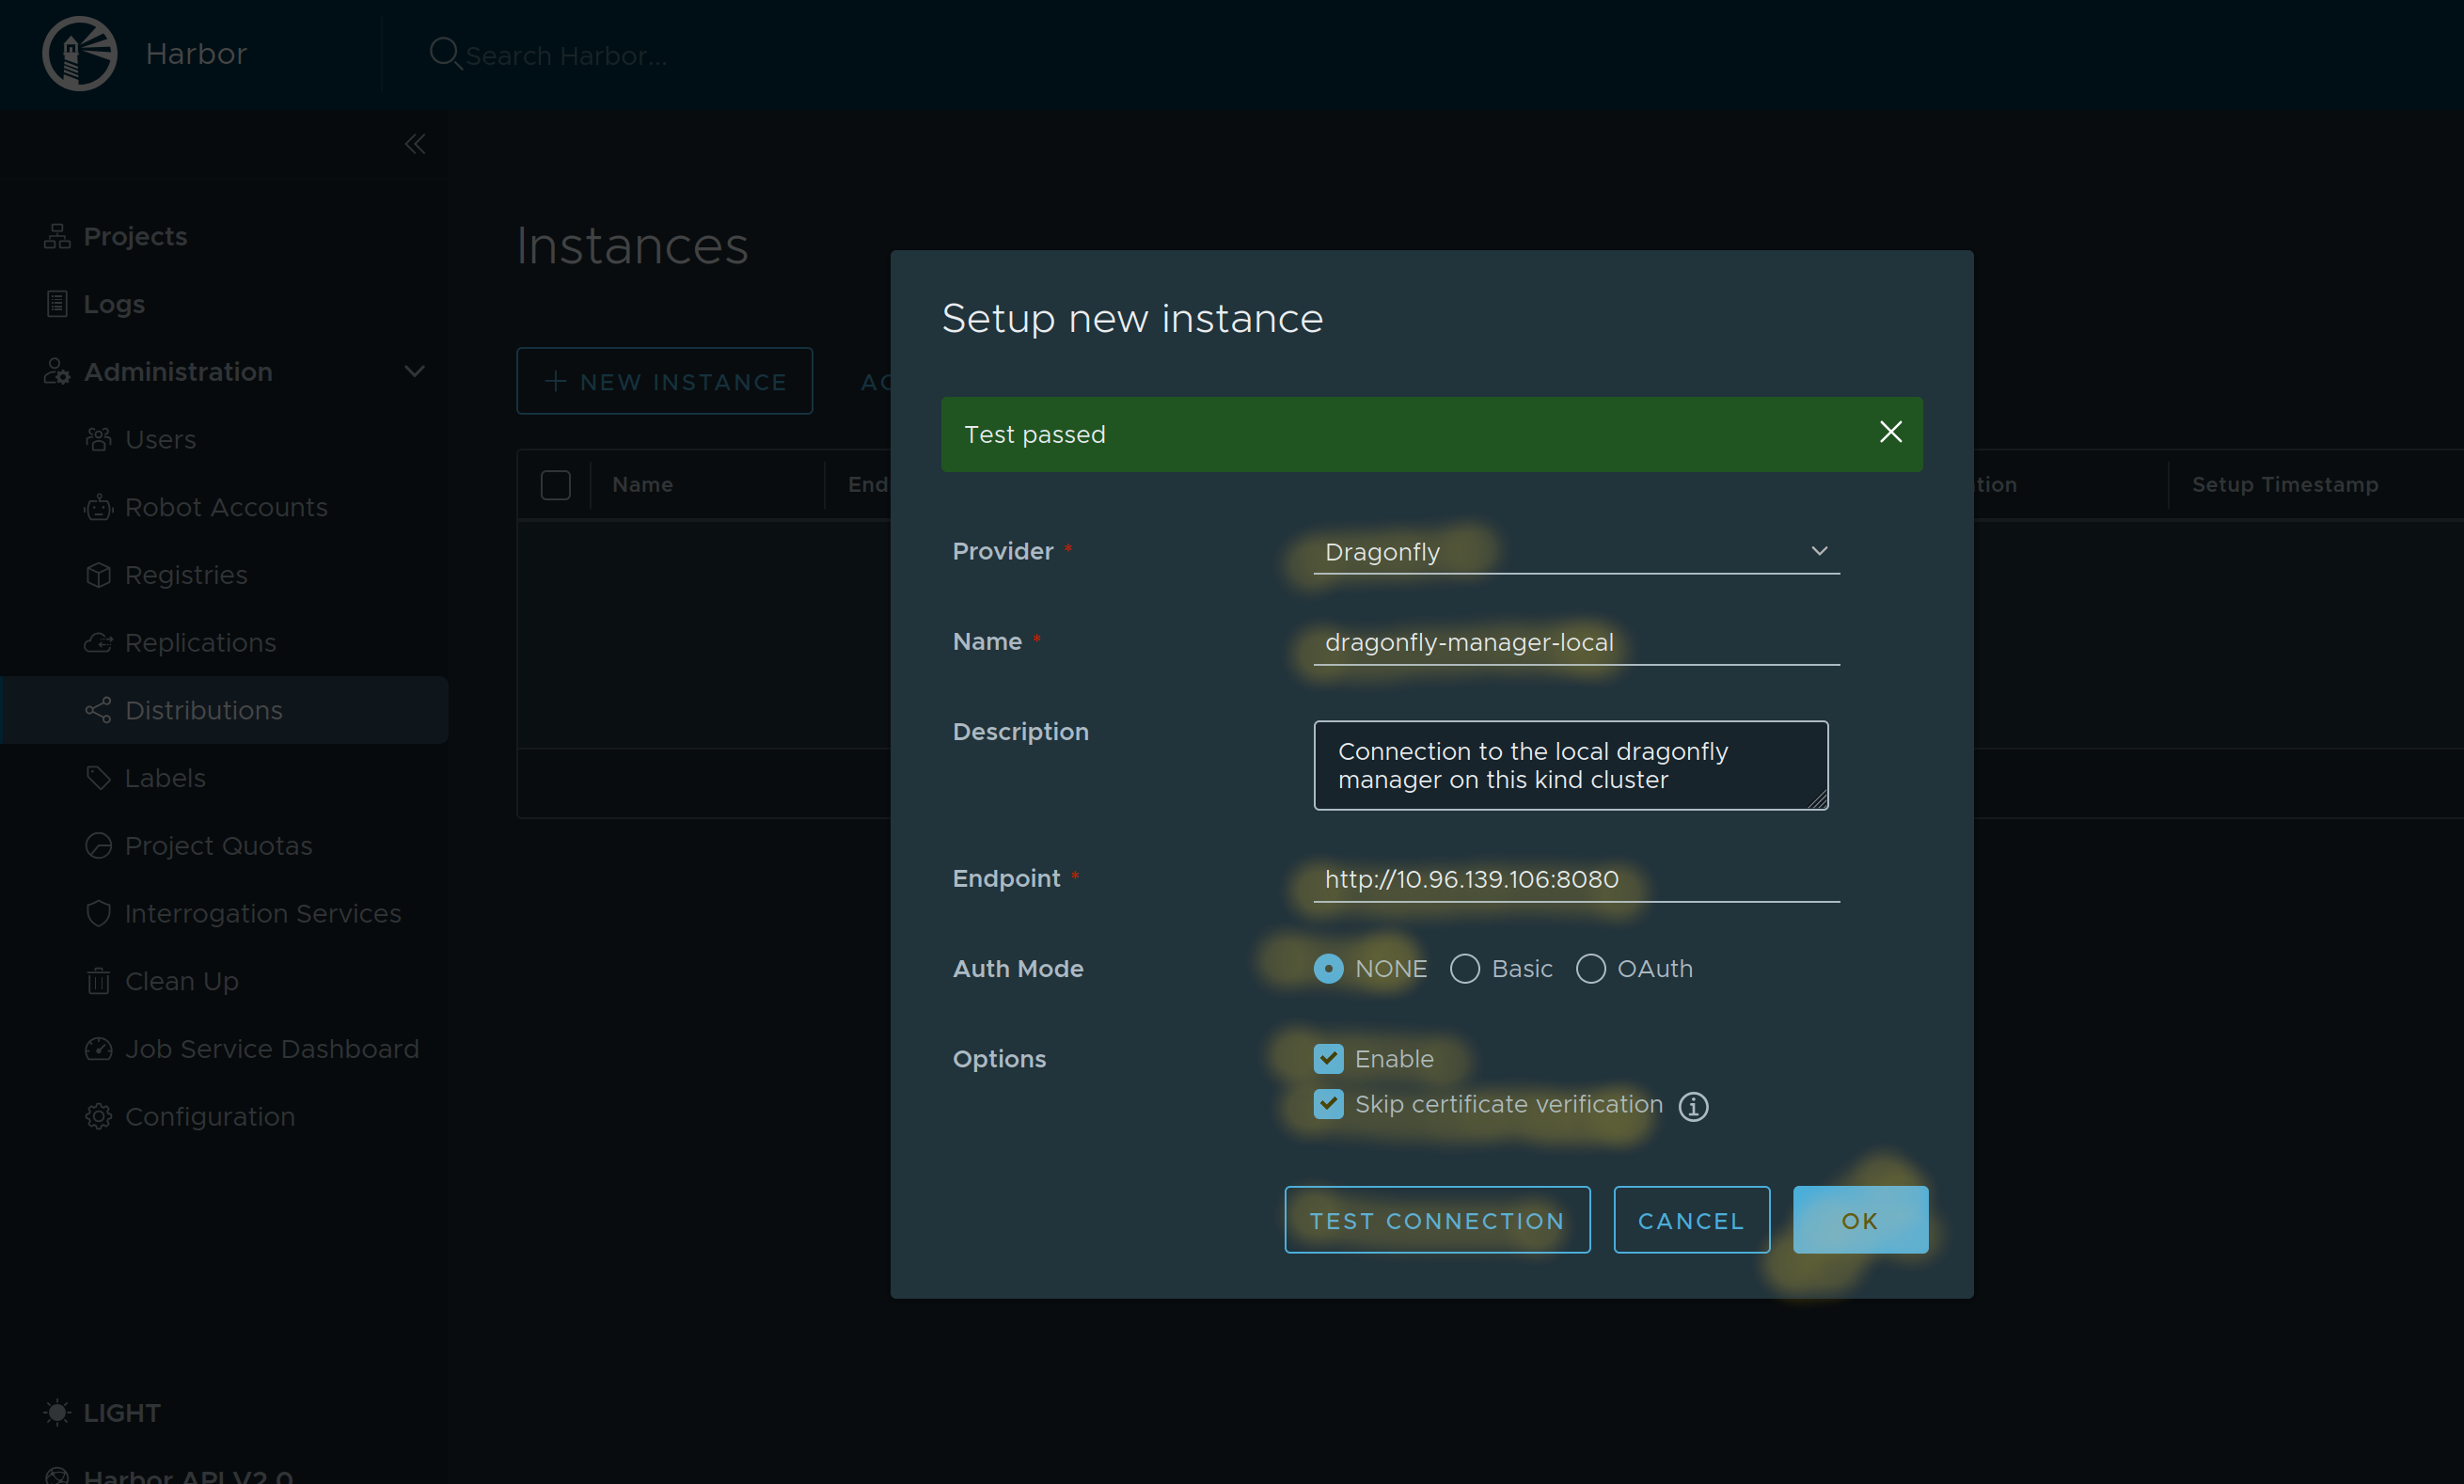 Harbor
Search Harbor...
Projects
Logs
Administration
Users
Robot Accounts
Registries
Replications
Distributions
Labels
Project Quotas
Interrogation Services
Clean Up
Job Service Dashboard
Configuration
LIGHT
Harbor API V2.0
Instances
+ NEW INSTANCE
AC
Name
End
tion
Setup Timestamp
Setup new instance
Test passed
Provider *
Dragonfly
Name *
dragonfly-manager-local
Description
Connection to the local dragonfly
manager on this kind cluster
Endpoint *
http://10.96.139.106:8080
Auth Mode
NONE Basic OAuth
Options
Enable
Skip certificate verification
TEST CONNECTION CANCEL OK